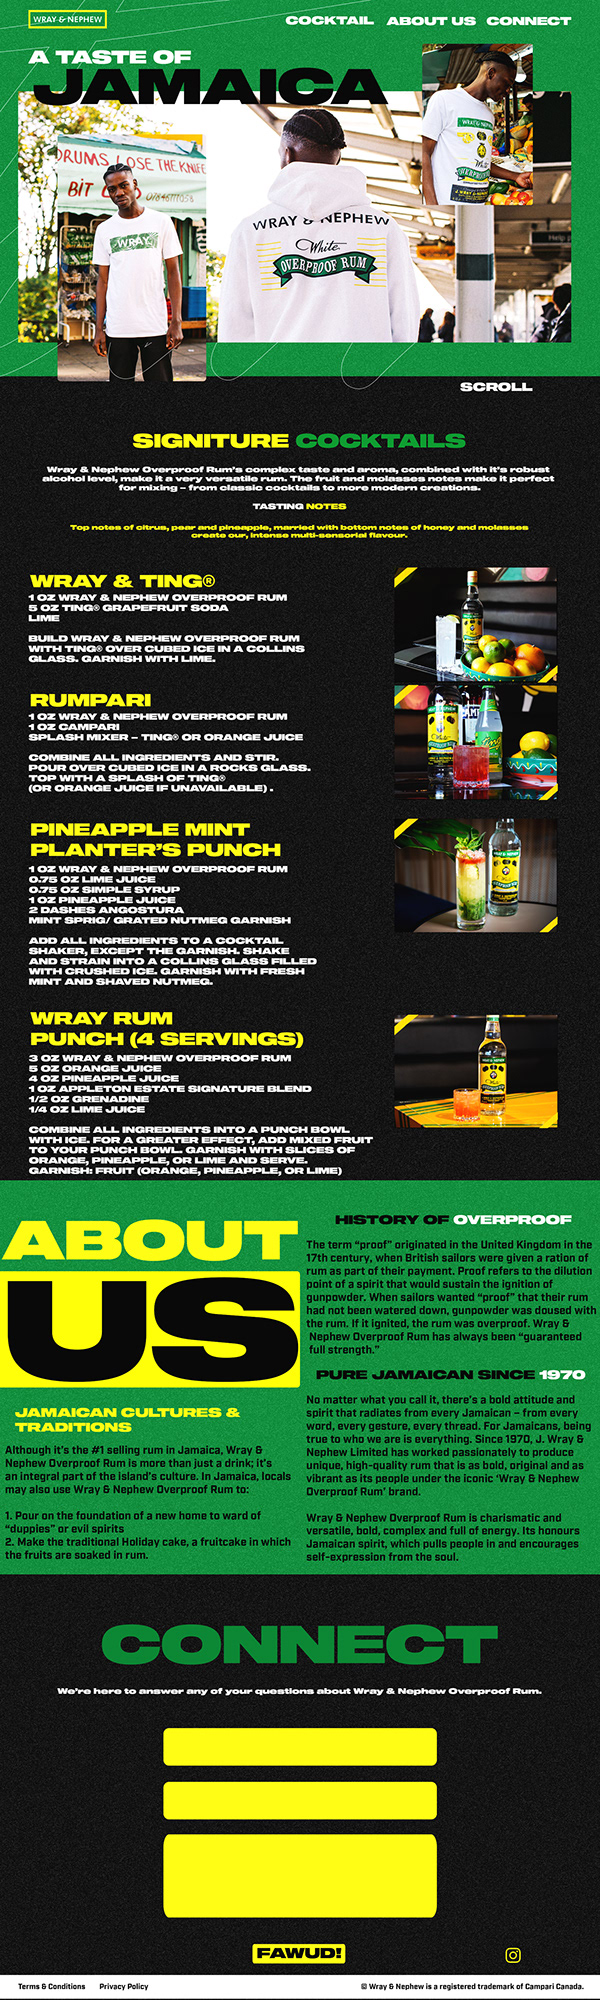 WRAY & NEPHEW
COCKTAIL ABOUT US CONNECT
A TASTE OF
JAMAICA
DRUMS LOSE THE KNIFE
BIT
07846111058
WRAY
WRAY & NEPHEW
White
OVERPROOF RUM
WRAY & NEPHEW
White
OVERPROOF RUM
SCROLL
SIGNITURE COCKTAILS
Wray & Nephew Overproof Rum's complex taste and aroma, combined with it's robust
alcohol level, make it a very versatile rum. The fruit and molasses notes make it perfect
for mixing – from classic cocktails to more modern creations.
TASTING NOTES
Top notes of citrus, pear and pineapple, married with bottom notes of honey and molasses
create our, intense multi-sensorial flavour.
WRAY & TING®
1 OZ WRAY & NEPHEW OVERPROOF RUM
5 OZ TING® GRAPEFRUIT SODA
LIME
BUILD WRAY & NEPHEW OVERPROOF RUM
WITH TING® OVER CUBED ICE IN A COLLINS
GLASS. GARNISH WITH LIME.
RUMPARI
1 OZ WRAY & NEPHEW OVERPROOF RUM
1 OZ CAMPARI
SPLASH MIXER – TING® OR ORANGE JUICE
COMBINE ALL INGREDIENTS AND STIR.
POUR OVER CUBED ICE IN A ROCKS GLASS.
TOP WITH A SPLASH OF TING®
(OR ORANGE JUICE IF UNAVAILABLE) .
PINEAPPLE MINT
PLANTER'S PUNCH
1 OZ WRAY & NEPHEW OVERPROOF RUM
0.75 OZ LIME JUICE
0.75 OZ SIMPLE SYRUP
1 OZ PINEAPPLE JUICE
2 DASHES ANGOSTURA
MINT SPRIG/ GRATED NUTMEG GARNISH
ADD ALL INGREDIENTS TO A COCKTAIL
SHAKER, EXCEPT THE GARNISH. SHAKE
AND STRAIN INTO A COLLINS GLASS FILLED
WITH CRUSHED ICE. GARNISH WITH FRESH
MINT AND SHAVED NUTMEG.
WRAY RUM
PUNCH (4 SERVINGS)
3 OZ WRAY & NEPHEW OVERPROOF RUM
5 OZ ORANGE JUICE
4 OZ PINEAPPLE JUICE
1 OZ APPLETON ESTATE SIGNATURE BLEND
1/2 OZ GRENADINE
1/4 OZ LIME JUICE
COMBINE ALL INGREDIENTS INTO A PUNCH BOWL
WITH ICE. FOR A GREATER EFFECT, ADD MIXED FRUIT
TO YOUR PUNCH BOWL. GARNISH WITH SLICES OF
ORANGE, PINEAPPLE, OR LIME AND SERVE.
GARNISH: FRUIT (ORANGE, PINEAPPLE, OR LIME)
ABOUT
US
JAMAICAN CULTURES &
TRADITIONS
Although it's the #1 selling rum in Jamaica, Wray &
Nephew Overproof Rum is more than just a drink; it's
an integral part of the island's culture. In Jamaica, locals
may also use Wray & Nephew Overproof Rum to:
1. Pour on the foundation of a new home to ward of
“duppies” or evil spirits
2. Make the traditional Holiday cake, a fruitcake in which
the fruits are soaked in rum.
HISTORY OF OVERPROOF
The term “proof” originated in the United Kingdom in the
17th century, when British sailors were given a ration of
rum as part of their payment. Proof refers to the dilution
point of a spirit that would sustain the ignition of
gunpowder. When sailors wanted “proof” that their rum
had not been watered down, gunpowder was doused with
the rum. If it ignited, the rum was overproof. Wray &
Nephew Overproof Rum has always been “guaranteed
full strength.”
PURE JAMAICAN SINCE 1970
No matter what you call it, there's a bold attitude and
spirit that radiates from every Jamaican – from every
word, every gesture, every thread. For Jamaicans, being
true to who we are is everything. Since 1970, J. Wray &
Nephew Limited has worked passionately to produce
unique, high-quality rum that is as bold, original and as
vibrant as its people under the iconic ‘Wray & Nephew
Overproof Rum’ brand.
Wray & Nephew Overproof Rum is charismatic and
versatile, bold, complex and full of energy. Its honours
Jamaican spirit, which pulls people in and encourages
self-expression from the soul.
CONNECT
We're here to answer any of your questions about Wray & Nephew Overproof Rum.
FAWUD!
Terms & Conditions Privacy Policy
© Wray & Nephew is a registered trademark of Campari Canada.